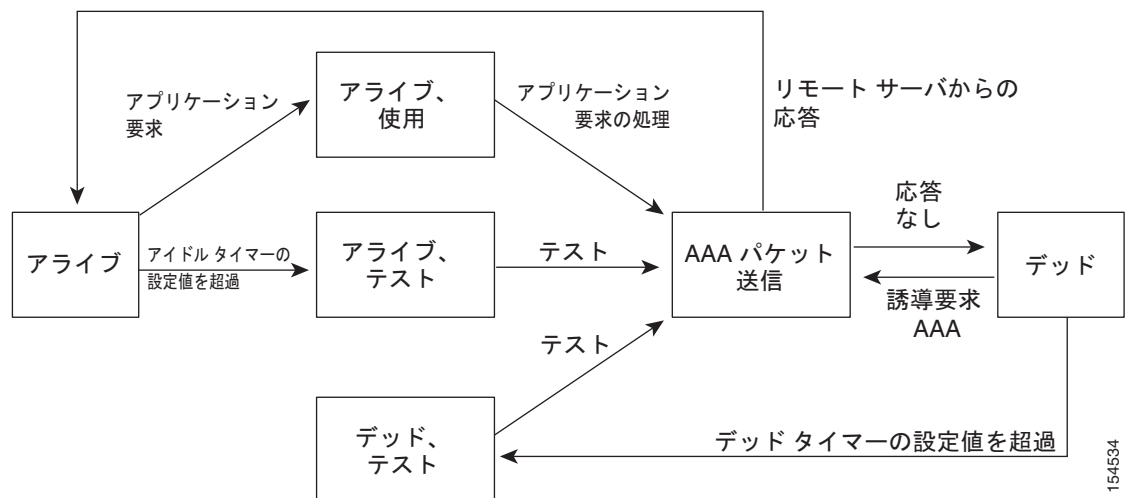 アプリケーション
要求
アライブ、
使用
アプリケーション
要求の処理
リモート サーバからの
応答
アライブ
アイドル タイマーの
設定値を超過
アライブ、
テスト
テスト
AAA パケット
送信
応答
なし
誘導要求
AAA
デッド
テスト
デッド、
テスト
デッド タイマーの設定値を超過
154534